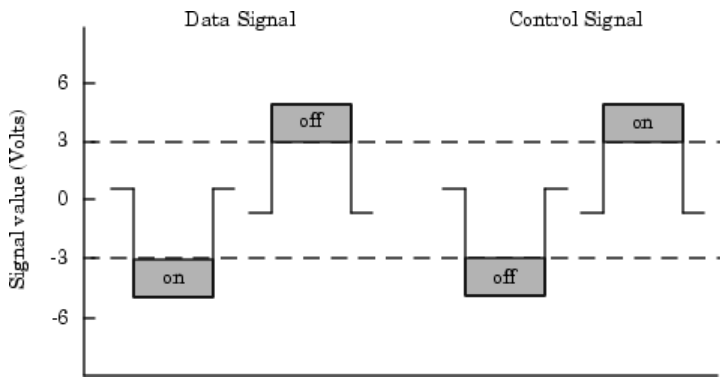 Data Signal
Control Signal
Signal value (Volts)
6
3
0
-3
-6
off
on
on
off